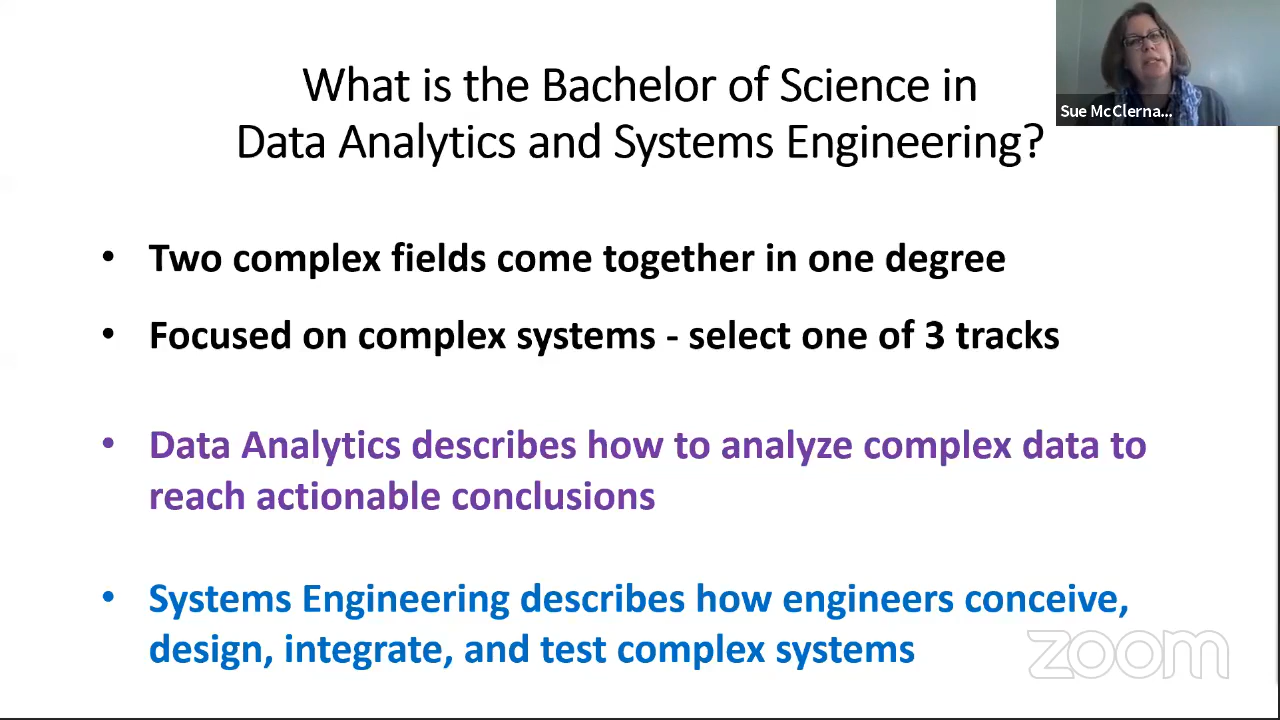 What is the Bachelor of Science in
Data Analytics and Systems Engineering?
Sue McClerna...
• Two complex fields come together in one degree
• Focused on complex systems - select one of 3 tracks
• Data Analytics describes how to analyze complex data to
reach actionable conclusions
• Systems Engineering describes how engineers conceive,
design, integrate, and test complex systems
zoom